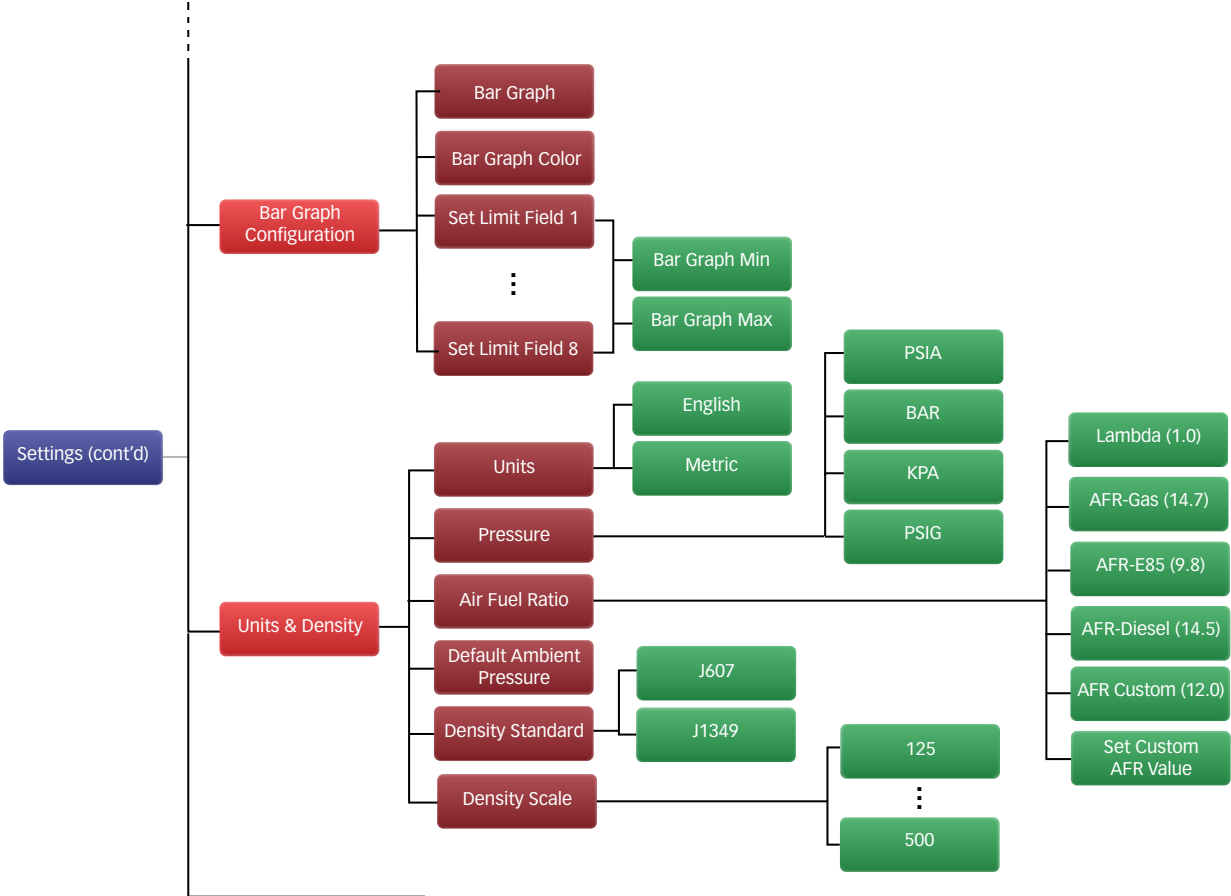 Settings (cont’d)
Bar Graph
Configuration
Bar Graph
Bar Graph Color
Set Limit Field 1
Set Limit Field 8
Bar Graph Min
Bar Graph Max
Units & Density
Units
English
Metric
Pressure
PSIA
BAR
KPA
PSIG
Air Fuel Ratio
Lambda (1.0)
AFR-Gas (14.7)
AFR-E85 (9.8)
AFR-Diesel (14.5)
AFR Custom (12.0)
Set Custom
AFR Value
Default Ambient
Pressure
Density Standard
J607
J1349
Density Scale
125
500